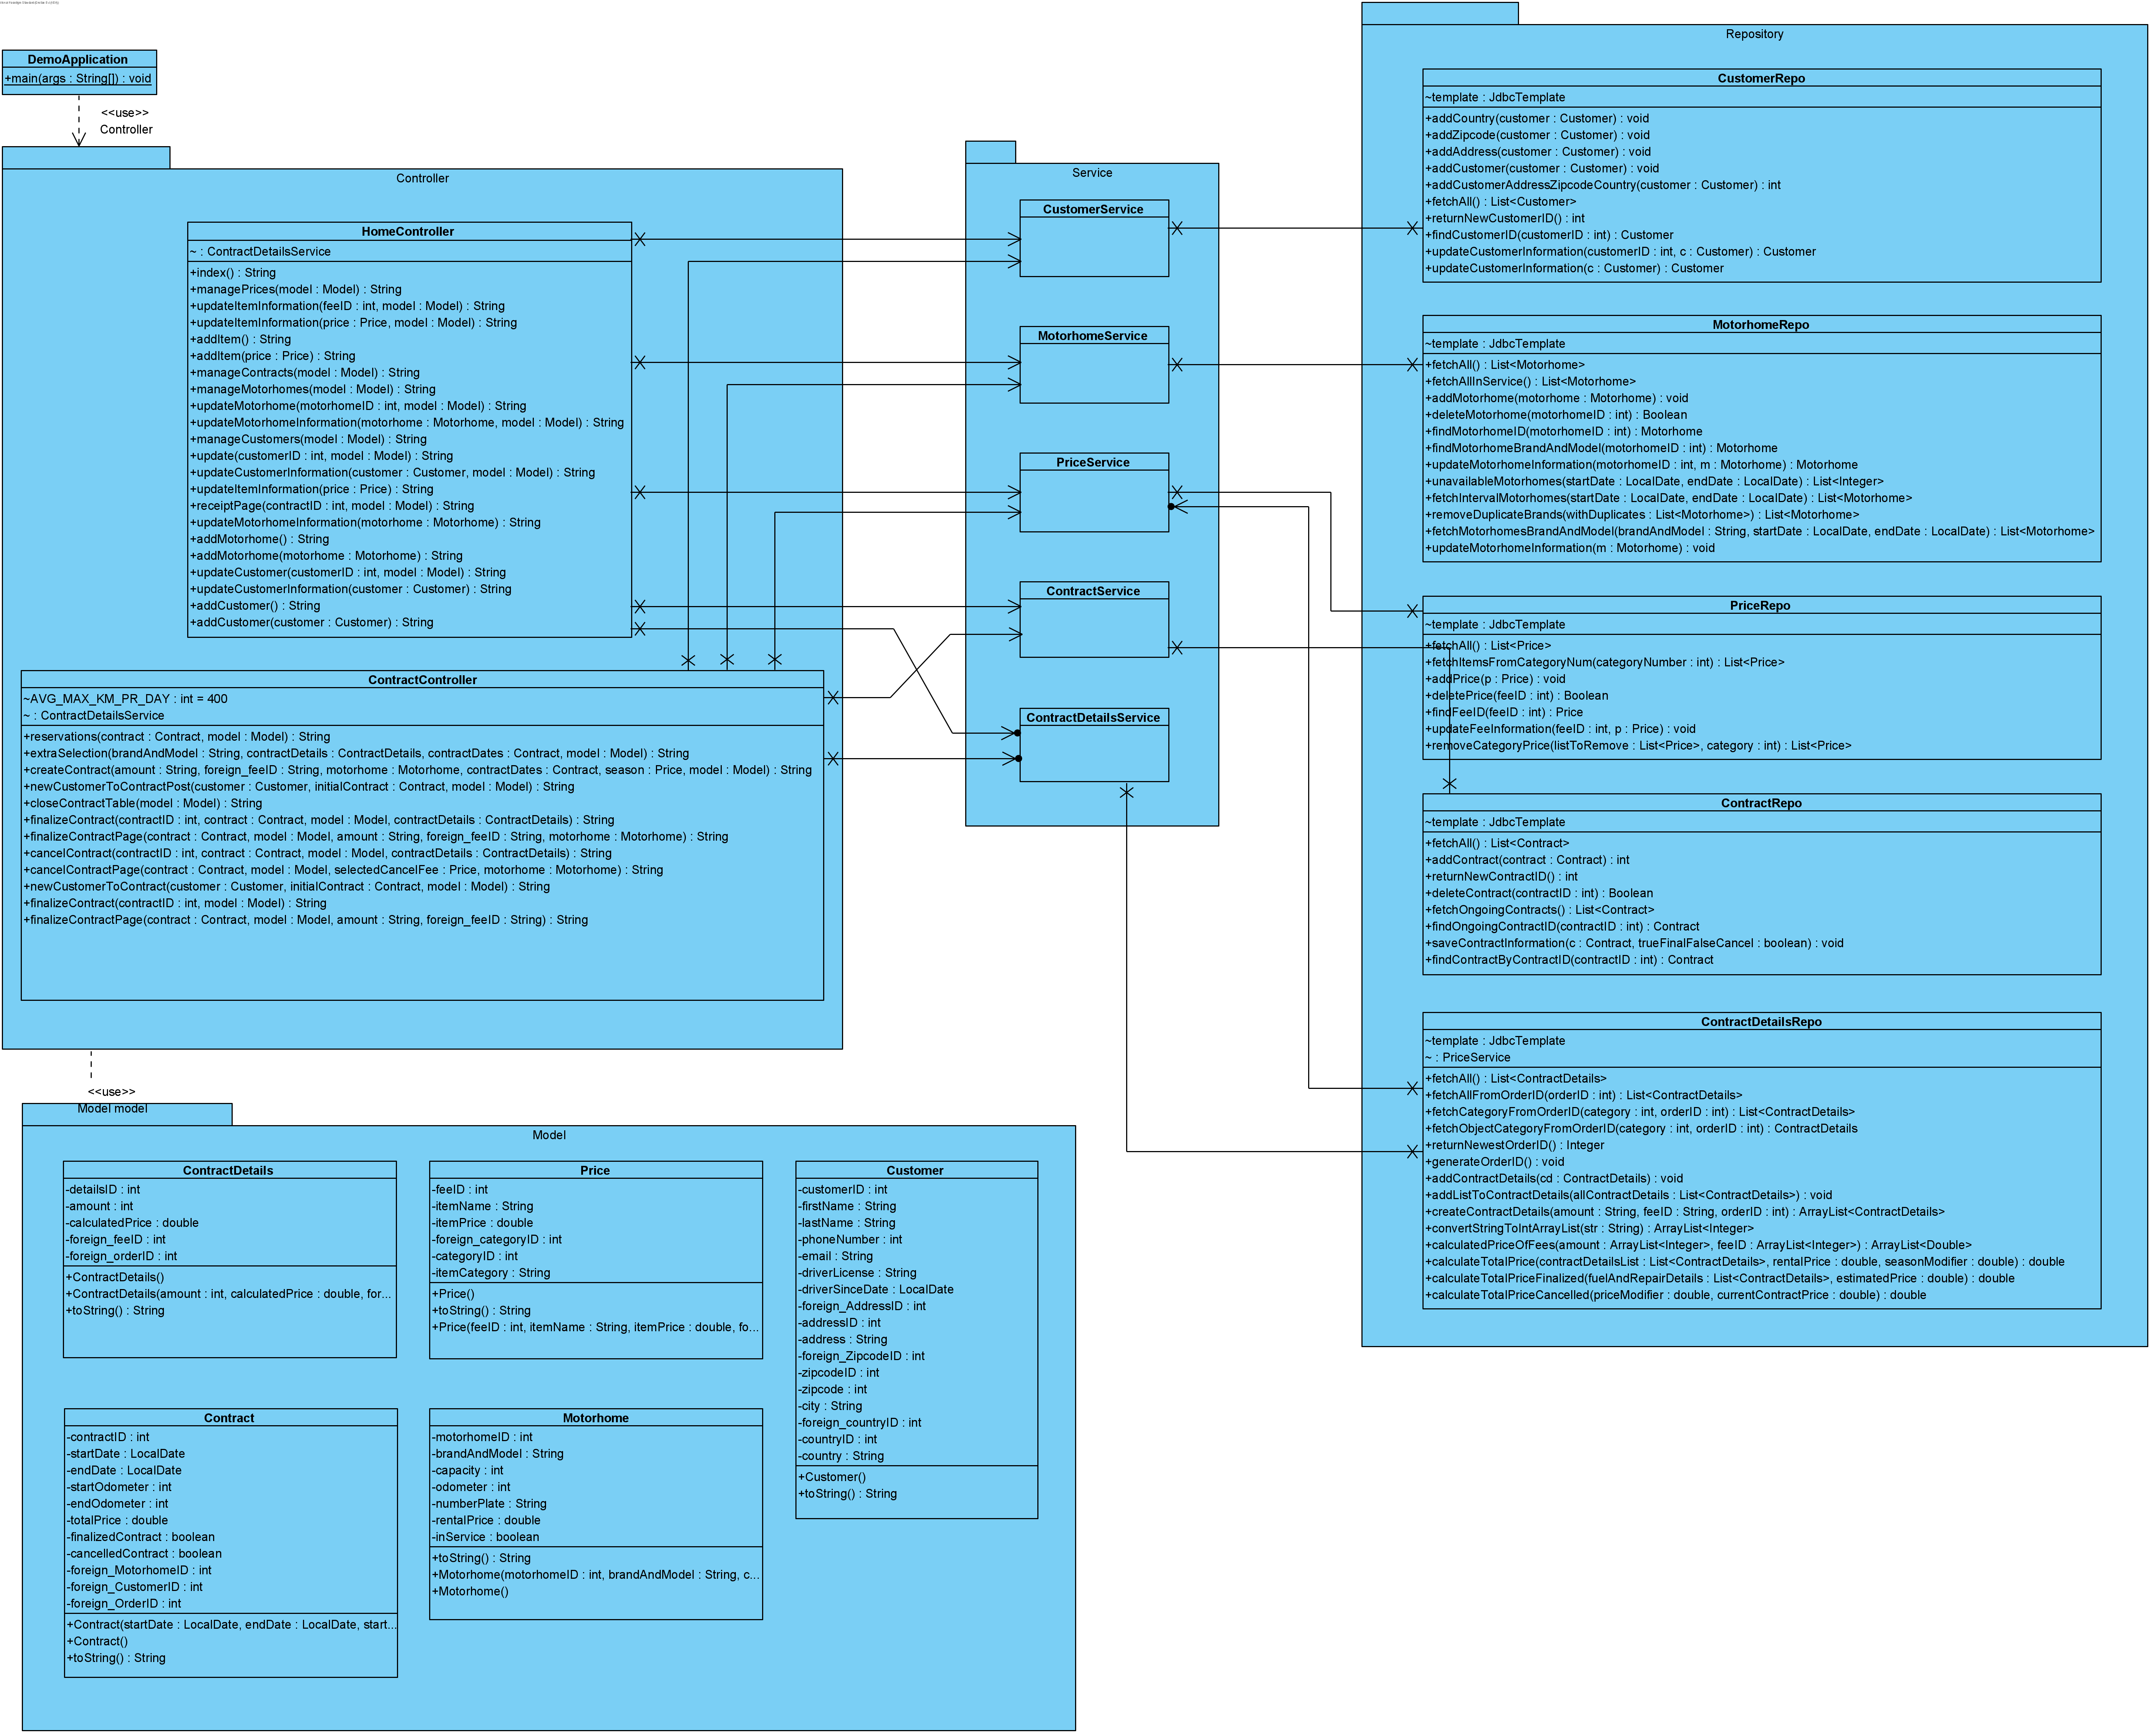 DemoApplication
+main(args : String[]) : void
<<use>>
Controller
Controller
HomeController
~ : ContractDetailsService
+index() : String
+managePrices(model : Model) : String
+updateItemInformation(feeID : int, model : Model) : String
+updateItemInformation(price : Price, model : Model) : String
+addItem() : String
+addItem(price : Price) : String
+manageContracts(model : Model) : String
+manageMotorhomes(model : Model) : String
+updateMotorhome(motorhomeID : int, model : Model) : String
+updateMotorhomeInformation(motorhome : Motorhome, model : Model) : String
+manageCustomers(model : Model) : String
+update(customerID : int, model : Model) : String
+updateCustomerInformation(customer : Customer, model : Model) : String
+updateItemInformation(price : Price) : String
+receiptPage(contractID : int, model : Model) : String
+updateMotorhomeInformation(motorhome : Motorhome) : String
+addMotorhome() : String
+addMotorhome(motorhome : Motorhome) : String
+updateCustomer(customerID : int, model : Model) : String
+updateCustomerInformation(customer : Customer) : String
+addCustomer() : String
+addCustomer(customer : Customer) : String
ContractController
~AVG_MAX_KM_PR_DAY : int = 400
~ : ContractDetailsService
+reservations(contract : Contract, model : Model) : String
+extraSelection(brandAndModel : String, contractDetails : ContractDetails, contractDates : Contract, model : Model) : String
+createContract(amount : String, foreign_feeID : String, motorhome : Motorhome, contractDates : Contract, season : Price, model : Model) : String
+newCustomerToContractPost(customer : Customer, initialContract : Contract, model : Model) : String
+closeContractTable(model : Model) : String
+finalizeContract(contractID : int, contract : Contract, model : Model, contractDetails : ContractDetails) : String
+finalizeContractPage(contract : Contract, model : Model, amount : String, foreign_feeID : String, motorhome : Motorhome) : String
+cancelContract(contractID : int, contract : Contract, model : Model, contractDetails : ContractDetails) : String
+cancelContractPage(contract : Contract, model : Model, selectedCancelFee : Price, motorhome : Motorhome) : String
+newCustomerToContract(customer : Customer, initialContract : Contract, model : Model) : String
+finalizeContract(contractID : int, model : Model) : String
+finalizeContractPage(contract : Contract, model : Model, amount : String, foreign_feeID : String) : String
Service
CustomerService
MotorhomeService
PriceService
ContractService
ContractDetailsService
Repository
CustomerRepo
~template : JdbcTemplate
+addCountry(customer : Customer) : void
+addZipcode(customer : Customer) : void
+addAddress(customer : Customer) : void
+addCustomer(customer : Customer) : void
+addCustomerAddressZipcodeCountry(customer : Customer) : int
+fetchAll() : List<Customer>
+returnNewCustomerID() : int
+findCustomerID(customerID : int) : Customer
+updateCustomerInformation(customerID : int, c : Customer) : Customer
+updateCustomerInformation(c : Customer) : Customer
MotorhomeRepo
~template : JdbcTemplate
+fetchAll() : List<Motorhome>
+fetchAllInService() : List<Motorhome>
+addMotorhome(motorhome : Motorhome) : void
+deleteMotorhome(motorhomeID : int) : Boolean
+findMotorhomeID(motorhomeID : int) : Motorhome
+findMotorhomeBrandAndModel(motorhomeID : int) : Motorhome
+updateMotorhomeInformation(motorhomeID : int, m : Motorhome) : Motorhome
+unavailableMotorhomes(startDate : LocalDate, endDate : LocalDate) : List<Integer>
+fetchIntervalMotorhomes(startDate : LocalDate, endDate : LocalDate) : List<Motorhome>
+removeDuplicateBrands(withDuplicates : List<Motorhome>) : List<Motorhome>
+fetchMotorhomesBrandAndModel(brandAndModel : String, startDate : LocalDate, endDate : LocalDate) : List<Motorhome>
+updateMotorhomeInformation(m : Motorhome) : void
PriceRepo
~template : JdbcTemplate
+fetchAll() : List<Price>
+fetchItemsFromCategoryNum(categoryNumber : int) : List<Price>
+addPrice(p : Price) : void
+deletePrice(feeID : int) : Boolean
+findFeeID(feeID : int) : Price
+updateFeeInformation(feeID : int, p : Price) : void
+removeCategoryPrice(listToRemove : List<Price>, category : int) : List<Price>
ContractRepo
~template : JdbcTemplate
+fetchAll() : List<Contract>
+addContract(contract : Contract) : int
+returnNewContractID() : int
+deleteContract(contractID : int) : Boolean
+fetchOngoingContracts() : List<Contract>
+findOngoingContractID(contractID : int) : Contract
+saveContractInformation(c : Contract, trueFinalFalseCancel : boolean) : void
+findContractByContractID(contractID : int) : Contract
ContractDetailsRepo
~template : JdbcTemplate
~ : PriceService
+fetchAll() : List<ContractDetails>
+fetchAllFromOrderID(orderID : int) : List<ContractDetails>
+fetchCategoryFromOrderID(category : int, orderID : int) : List<ContractDetails>
+fetchObjectCategoryFromOrderID(category : int, orderID : int) : ContractDetails
+returnNewestOrderID() : Integer
+generateOrderID() : void
+addContractDetails(cd : ContractDetails) : void
+addListToContractDetails(allContractDetails : List<ContractDetails>) : void
+createContractDetails(amount : String, feeID : String, orderID : int) : ArrayList<ContractDetails>
+convertStringToIntArrayList(str : String) : ArrayList<Integer>
+calculatedPriceOfFees(amount : ArrayList<Integer>, feeID : ArrayList<Integer>) : ArrayList<Double>
+calculateTotalPrice(contractDetailsList : List<ContractDetails>, rentalPrice : double, seasonModifier : double) : double
+calculateTotalPriceFinalized(fuelAndRepairDetails : List<ContractDetails>, estimatedPrice : double) : double
+calculateTotalPriceCancelled(priceModifier : double, currentContractPrice : double) : double
<<use>>
Model model
Model
ContractDetails
-detailsID : int
-amount : int
-calculatedPrice : double
-foreign_feeID : int
-foreign_orderID : int
+ContractDetails()
+ContractDetails(amount : int, calculatedPrice : double, for...
+toString() : String
Price
-feeID : int
-itemName : String
-itemPrice : double
-foreign_categoryID : int
-categoryID : int
-itemCategory : String
+Price()
+toString() : String
+Price(feeID : int, itemName : String, itemPrice : double, fo...
Customer
-customerID : int
-firstName : String
-lastName : String
-phoneNumber : int
-email : String
-driverLicense : String
-driverSinceDate : LocalDate
-foreign_AddressID : int
-addressID : int
-address : String
-foreign_ZipcodeID : int
-zipcodeID : int
-zipcode : int
-city : String
-foreign_countryID : int
-countryID : int
-country : String
+Customer()
+toString() : String
Contract
-contractID : int
-startDate : LocalDate
-endDate : LocalDate
-startOdometer : int
-endOdometer : int
-totalPrice : double
-finalizedContract : boolean
-cancelledContract : boolean
-foreign_MotorhomeID : int
-foreign_CustomerID : int
-foreign_OrderID : int
+Contract(startDate : LocalDate, endDate : LocalDate, start...
+Contract()
+toString() : String
Motorhome
-motorhomeID : int
-brandAndModel : String
-capacity : int
-odometer : int
-numberPlate : String
-rentalPrice : double
-inService : boolean
+toString() : String
+Motorhome(motorhomeID : int, brandAndModel : String, c...
+Motorhome()